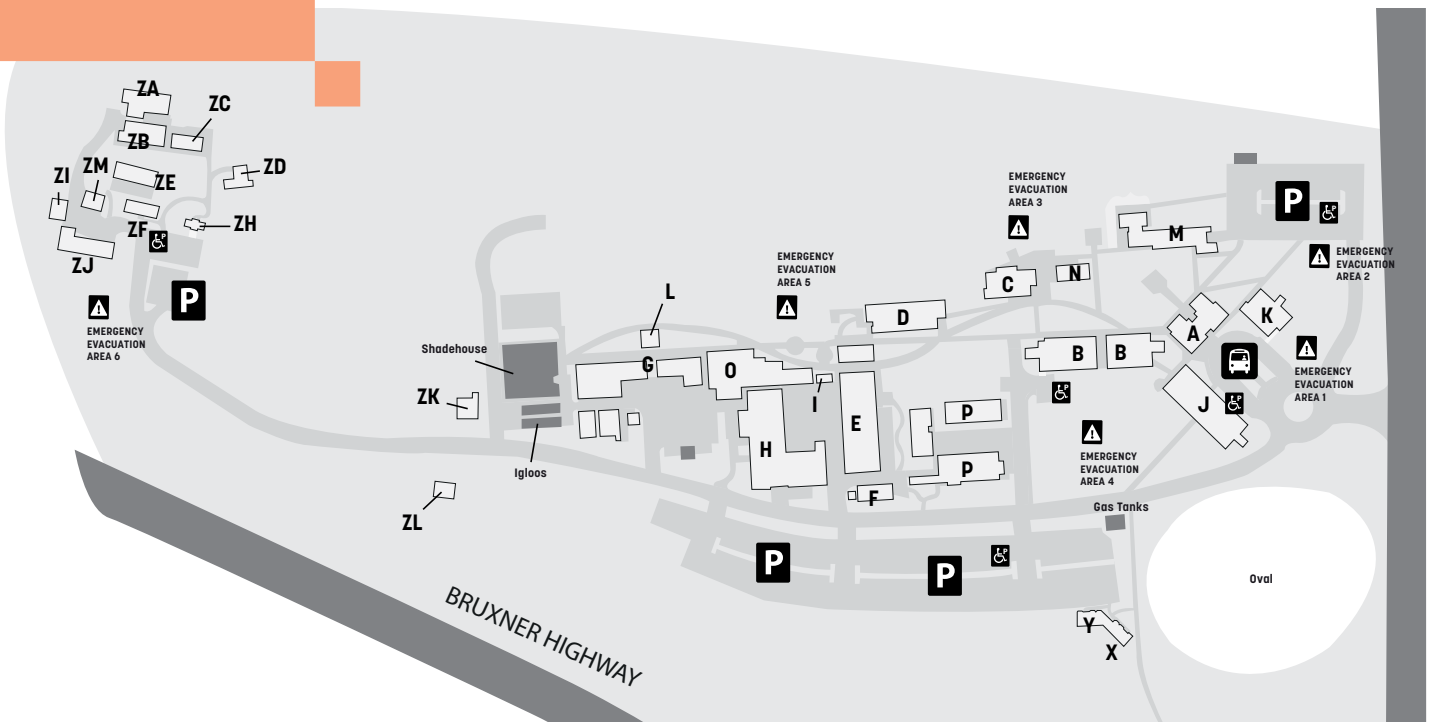 ZA
ZC
ZB
ZM
ZI
ZE
ZD
ZF
P
ZH
ZJ
P
EMERGENCY
EVACUATION
AREA 6
Shadehouse
ZK
Igloos
ZL
L
G
O
I
H
E
F
EMERGENCY
EVACUATION
AREA 5
D
EMERGENCY
EVACUATION
AREA 3
C
N
M
P
P
EMERGENCY
EVACUATION
AREA 2
A
K
B
B
P
EMERGENCY
EVACUATION
AREA 1
J
P
P
P
EMERGENCY
EVACUATION
AREA 4
Gas Tanks
P
P
P
Oval
Y
X
BRUXNER HIGHWAY